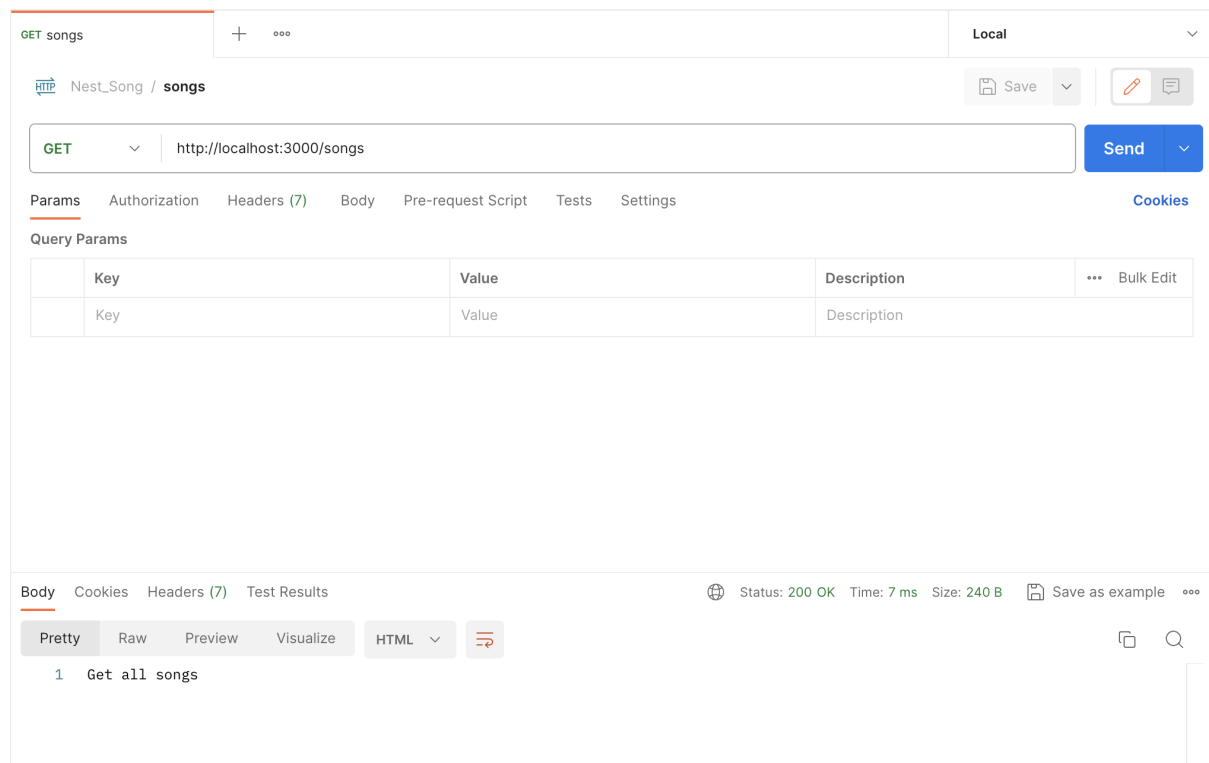 GET songs
Local
HTTP Nest_Song / songs
Save
GET http://localhost:3000/songs
Send
Params Authorization Headers (7) Body Pre-request Script Tests Settings Cookies
Query Params
Key Value Description Bulk Edit
Key Value Description
Body Cookies Headers (7) Test Results Status: 200 OK Time: 7 ms Size: 240 B Save as example
Pretty Raw Preview Visualize HTML
1 Get all songs